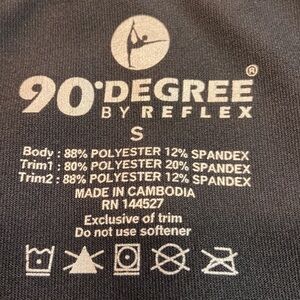 90°DEGREE®
BY REFLEX
S
Body : 88% POLYESTER 12% SPANDEX
Trim1 : 80% POLYESTER 20% SPANDEX
Trim2 : 88% POLYESTER 12% SPANDEX
MADE IN CAMBODIA
RN 144527
Exclusive of trim
Do not use softener